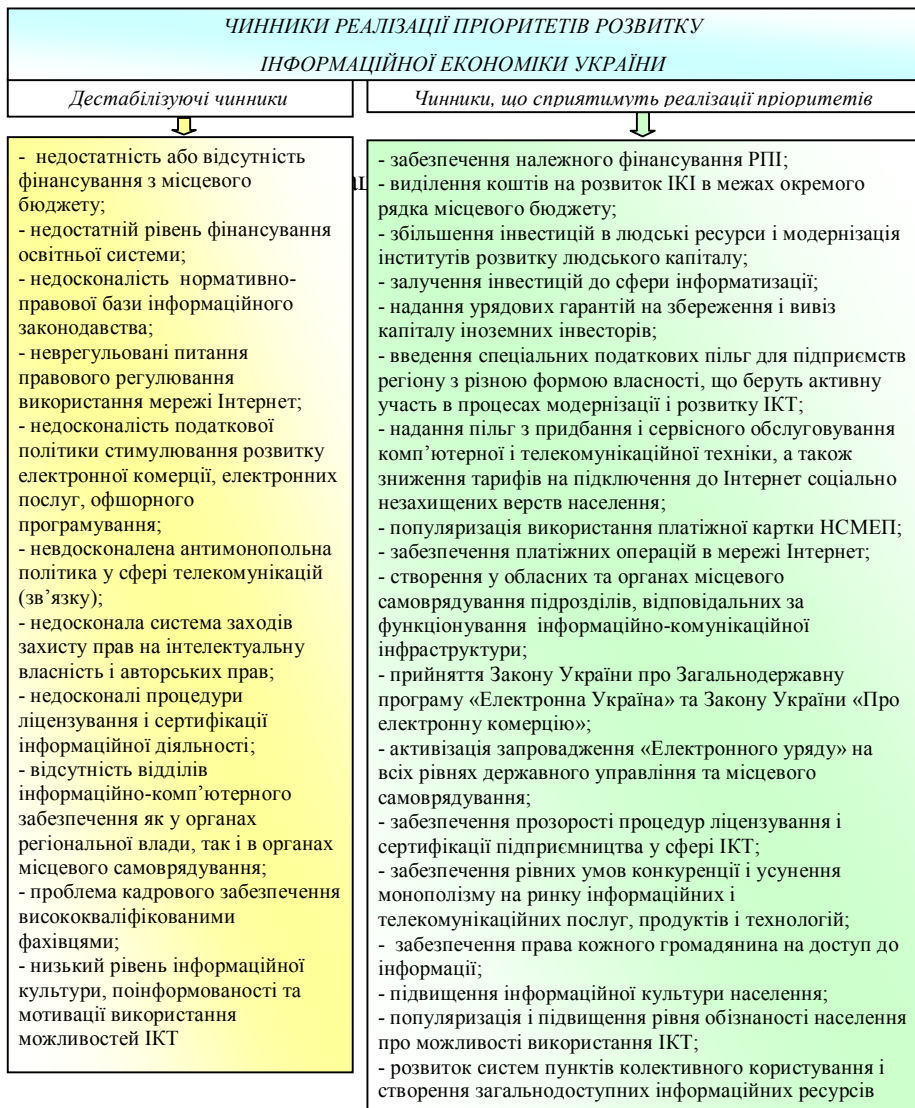 ЧИННИКИ РЕАЛІЗАЦІЇ ПРІОРИТЕТІВ РОЗВИТКУ
ІНФОРМАЦІЙНОЇ ЕКОНОМІКИ УКРАЇНИ
Дестабілізуючі чинники
Чинники, що сприятимуть реалізації пріоритетів
- недостатність або відсутність
фінансування з місцевого
бюджету;
- недостатній рівень фінансування
освітньої системи;
- недосконалість нормативно-
правової бази інформаційного
законодавства;
- неврегульовані питання
правового регулювання
використання мережі Інтернет;
- недосконалість податкової
політики стимулювання розвитку
електронної комерції, електронних
послуг, офшорного
програмування;
- невдосконалена антимонопольна
політика у сфері телекомунікацій
(зв’язку);
- недосконала система заходів
захисту прав на інтелектуальну
власність і авторських прав;
- недосконалі процедури
ліцензування і сертифікації
інформаційної діяльності;
- відсутність відділів
інформаційно-комп’ютерного
забезпечення як у органах
регіональної влади, так і в органах
місцевого самоврядування;
- проблема кадрового забезпечення
висококваліфікованими
фахівцями;
- низький рівень інформаційної
культури, поінформованості та
мотивації використання
можливостей ІКТ
- забезпечення належного фінансування РПІ;
- виділення коштів на розвиток ІКІ в межах окремого
рядка місцевого бюджету;
- збільшення інвестицій в людські ресурси і модернізація
інститутів розвитку людського капіталу;
- залучення інвестицій до сфери інформатизації;
- надання урядових гарантій на збереження і вивіз
капіталу іноземних інвесторів;
- введення спеціальних податкових пільг для підприємств
регіону з різною формою власності, що беруть активну
участь в процесах модернізації і розвитку ІКТ;
- надання пільг з придбання і сервісного обслуговування
комп’ютерної і телекомунікаційної техніки, а також
зниження тарифів на підключення до Інтернет соціально
незахищених верств населення;
- популяризація використання платіжної картки НСМЕП;
- забезпечення платіжних операцій в мережі Інтернет;
- створення у обласних та органах місцевого
самоврядування підрозділів, відповідальних за
функціонування інформаційно-комунікаційної
інфраструктури;
- прийняття Закону України про Загальнодержавну
програму «Електронна Україна» та Закону України «Про
електронну комерцію»;
- активізація запровадження «Електронного уряду» на
всіх рівнях державного управління та місцевого
самоврядування;
- забезпечення прозорості процедур ліцензування і
сертифікації підприємництва у сфері ІКТ;
- забезпечення рівних умов конкуренції і усунення
монополізму на ринку інформаційних і
телекомунікаційних послуг, продуктів і технологій;
- забезпечення права кожного громадянина на доступ до
інформації;
- підвищення інформаційної культури населення;
- популяризація і підвищення рівня обізнаності населення
про можливості використання ІКТ;
- розвиток систем пунктів колективного користування і
створення загальнодоступних інформаційних ресурсів